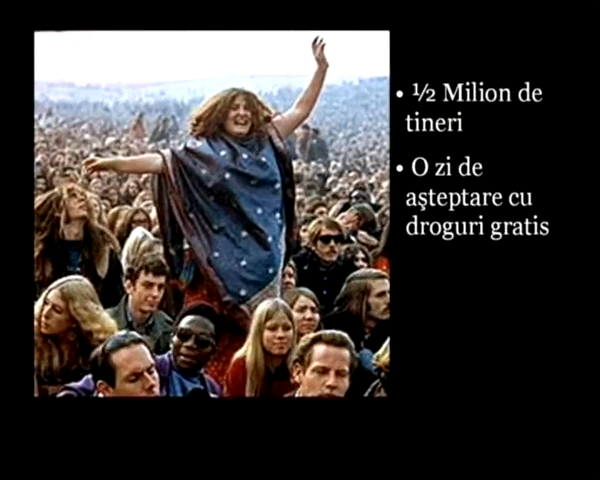 • ½ Milion de
tineri
• O zi de
aşteptare cu
droguri gratis